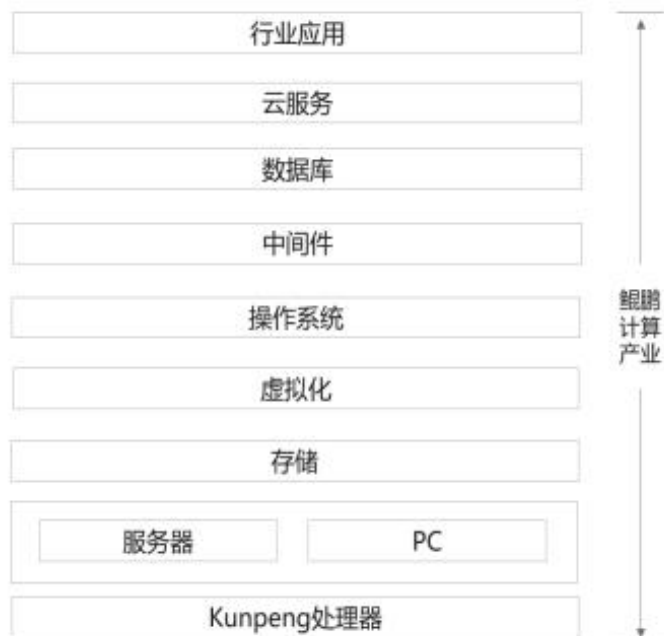 行业应用
云服务
数据库
中间件
操作系统
虚拟化
存储
服务器
PC
Kunpeng处理器
鲲鹏
计算
产业